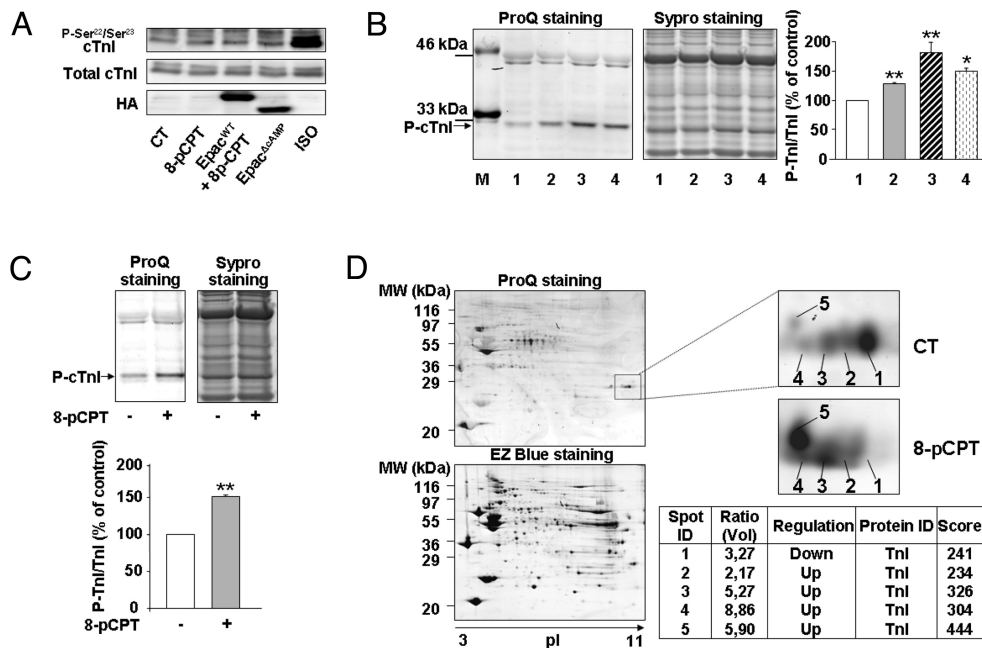 A
P-Ser22/Ser23
cTnI
Total cTnI
HA
CT
8-pCPT
EpacWT
+ 8p-CPT
EpacΔcAMP
ISO
B
ProQ staining
Sypro staining
46 kDa
33 kDa
P-cTnI
M 1 2 3 4
1 2 3 4
P-TnI/TnI (% of control)
200
150
100
50
0
**
**
*
1 2 3 4
C
ProQ
staining
Sypro
staining
P-cTnI
8-pCPT - + - +
P-TnI/TnI (% of control)
200
150
100
50
0
**
8-pCPT - +
D
ProQ staining
MW (kDa)
116
97
55
36
29
20
EZ Blue staining
MW (kDa)
116
97
55
36
29
20
3 pI 11
5
4 3 2 1
CT
5
4 3 2 1
8-pCPT
Spot ID Ratio (Vol) Regulation Protein ID Score
1 3,27 Down TnI 241
2 2,17 Up TnI 234
3 5,27 Up TnI 326
4 8,86 Up TnI 304
5 5,90 Up TnI 444